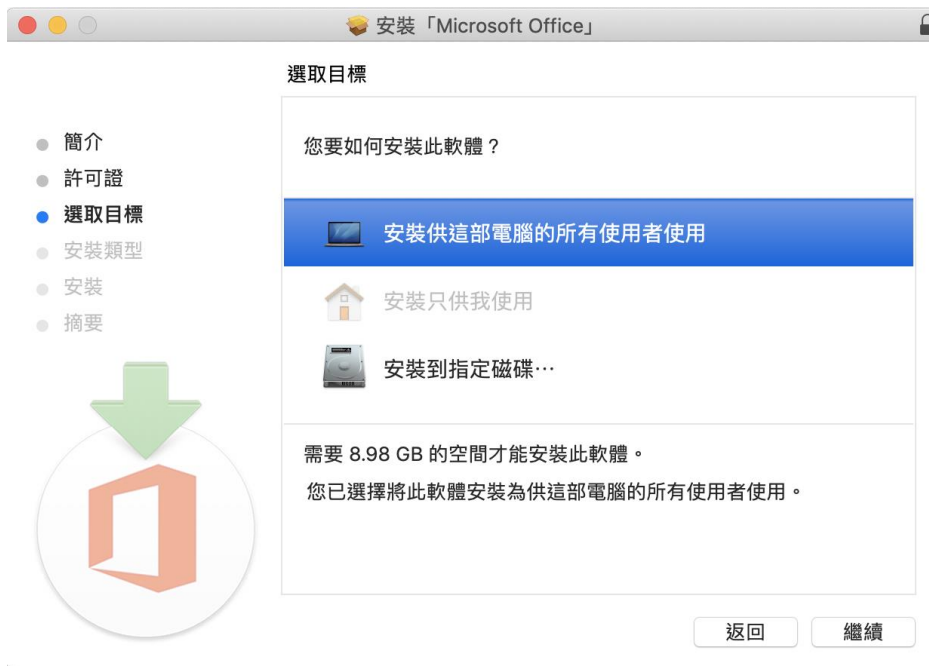 安裝「Microsoft Office」
選取目標
簡介
許可證
選取目標
安裝類型
安裝
摘要
您要如何安裝此軟體？
安裝供這部電腦的所有使用者使用
安裝只供我使用
安裝到指定磁碟⋯
需要 8.98 GB 的空間才能安裝此軟體。
您已選擇將此軟體安裝為供這部電腦的所有使用者使用。
返回
繼續